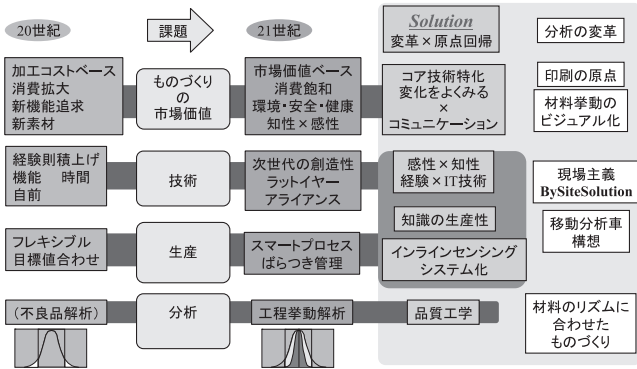 20世紀
課題
21世紀
Solution
変革×原点回帰
分析の変革
加工コストベース
消費拡大
新機能追求
新素材
ものづくり
の
市場価値
市場価値ベース
消費飽和
環境・安全・健康
知性×感性
コア技術特化
変化をよくみる
×
コミュニケーション
印刷の原点
材料挙動の
ビジュアル化
経験則積上げ
機能 時間
自前
技術
次世代の創造性
ラットイヤー
アライアンス
感性×知性
経験×IT技術
現場主義
BySiteSolution
知識の生産性
移動分析車
構想
フレキシブル
目標値合わせ
生産
スマートプロセス
ばらつき管理
インラインセンシング
システム化
(不良品解析)
分析
工程挙動解析
品質工学
材料のリズムに
合わせた
ものづくり